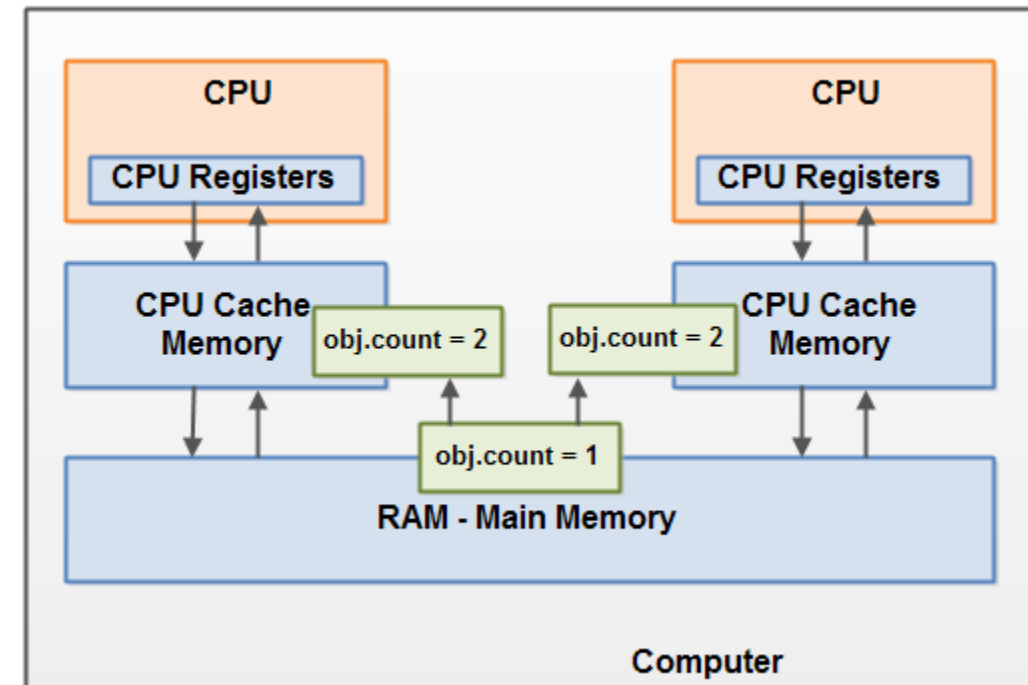 CPU
CPU
CPU Registers
CPU Registers
CPU Cache
Memory
obj.count = 2
obj.count = 2
CPU Cache
Memory
obj.count = 1
RAM - Main Memory
Computer